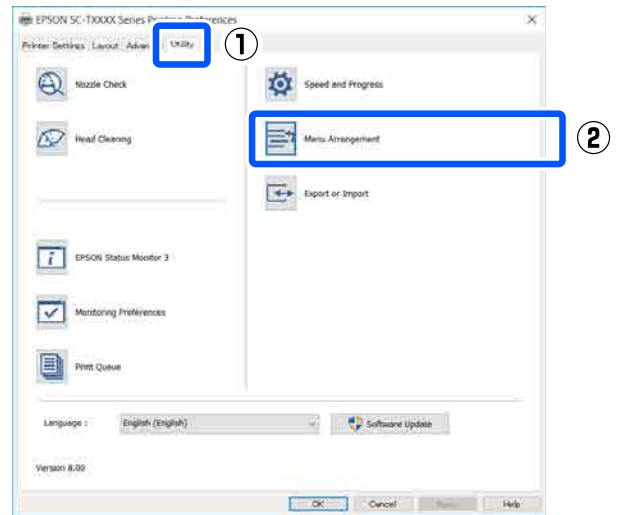 EPSON SC-TXXXX Series Printing Preferences
Printer Settings Layout Advan Utility
1
Nozzle Check
Speed and Progress
Head Cleaning
Menu Arrangement
2
Export or Import
EPSON Status Monitor 3
Monitoring Preferences
Print Queue
Language : English (English) Software Update
Version 8.00
OK Cancel Apply Help